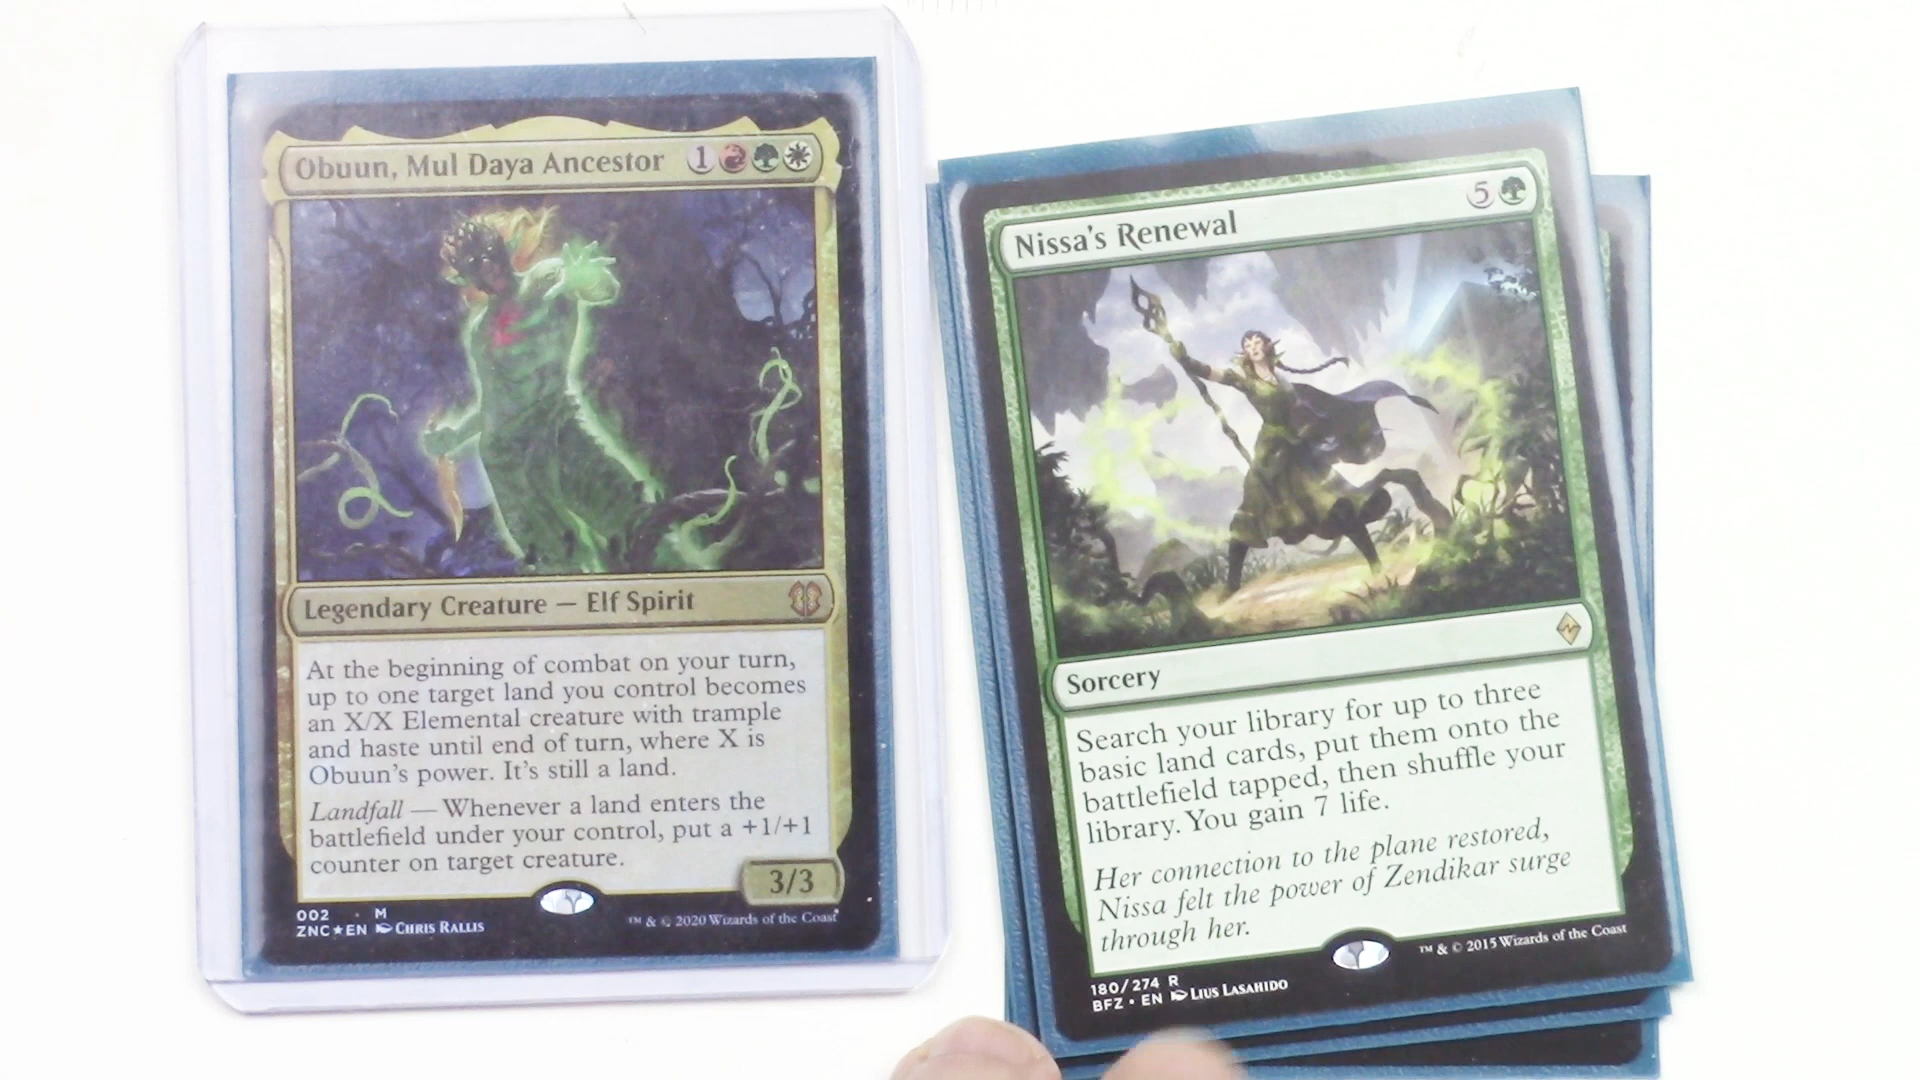 Obuun, Mul Daya Ancestor 1
Legendary Creature — Elf Spirit
At the beginning of combat on your turn,
up to one target land you control becomes
an X/X Elemental creature with trample
and haste until end of turn, where X is
Obuun's power. It's still a land.
Landfall — Whenever a land enters the
battlefield under your control, put a +1/+1
counter on target creature.
3/3
002 · M
ZNC★EN Chris Rallis
™ & © 2020 Wizards of the Coast
Nissa's Renewal 5
Sorcery
Search your library for up to three
basic land cards, put them onto the
battlefield tapped, then shuffle your
library. You gain 7 life.
Her connection to the plane restored,
Nissa felt the power of Zendikar surge
through her.
180/274 R
BFZ • EN Lius Lasahido
™ & © 2015 Wizards of the Coast